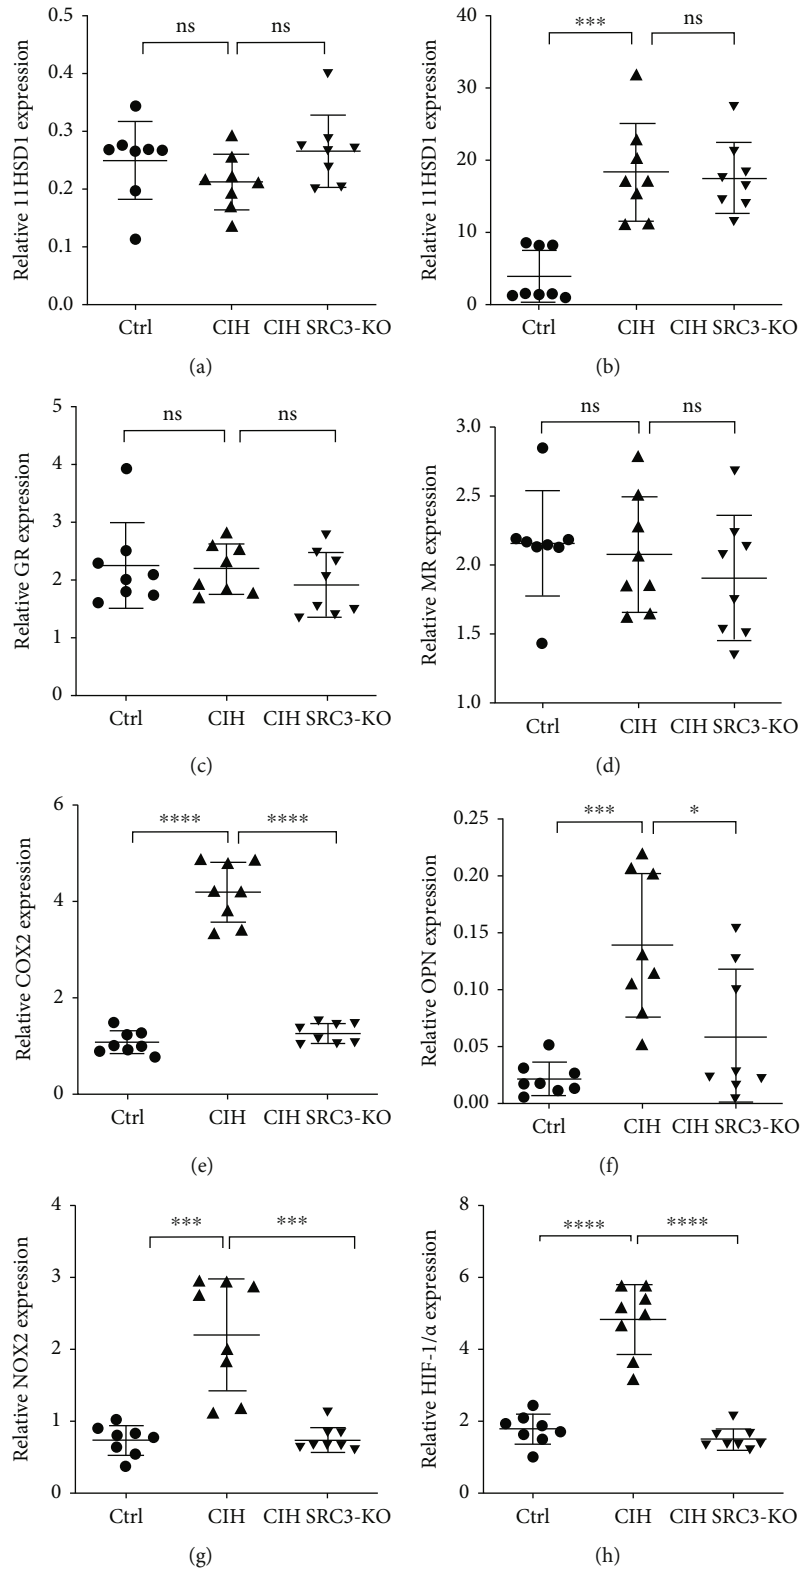 Relative 11HSD1 expression
0.5
0.4
0.3
0.2
0.1
0.0
ns
ns
Ctrl
CIH
CIH SRC3-KO
(a)
Relative 11HSD1 expression
40
30
20
10
0
***
ns
Ctrl
CIH
CIH SRC3-KO
(b)
Relative GR expression
5
4
3
2
1
0
ns
ns
Ctrl
CIH
CIH SRC3-KO
(c)
Relative MR expression
3.0
2.5
2.0
1.5
1.0
ns
ns
Ctrl
CIH
CIH SRC3-KO
(d)
Relative COX2 expression
6
4
2
0
****
****
Ctrl
CIH
CIH SRC3-KO
(e)
Relative OPN expression
0.25
0.20
0.15
0.10
0.05
0.00
***
*
Ctrl
CIH
CIH SRC3-KO
(f)
Relative NOX2 expression
4
3
2
1
0
***
***
Ctrl
CIH
CIH SRC3-KO
(g)
Relative HIF-1/α expression
8
6
4
2
0
****
****
Ctrl
CIH
CIH SRC3-KO
(h)